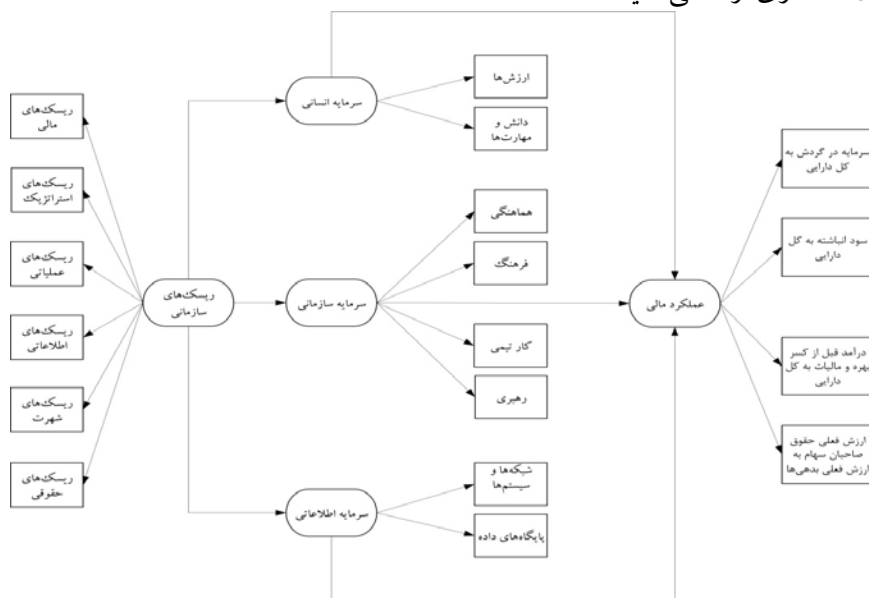 ریسک‌های
مالی
ریسک‌های
استراتژیک
ریسک‌های
عملیاتی
ریسک‌های
اطلاعاتی
ریسک‌های
شهرت
ریسک‌های
حقوقی
ریسک‌های
سازمانی
سرمایه انسانی
سرمایه سازمانی
سرمایه اطلاعاتی
ارزش‌ها
دانش و
مهارت‌ها
هماهنگی
فرهنگ
کار تیمی
رهبری
شبکه‌ها و
سیستم‌ها
پایگاه‌های داده
عملکرد مالی
سرمایه در گردش به
کل دارایی
سود انباشته به کل
دارایی
درآمد قبل از کسر
بهره و مالیات به کل
دارایی
ارزش فعلی حقوق
صاحبان سهام به
ارزش فعلی بدهی‌ها